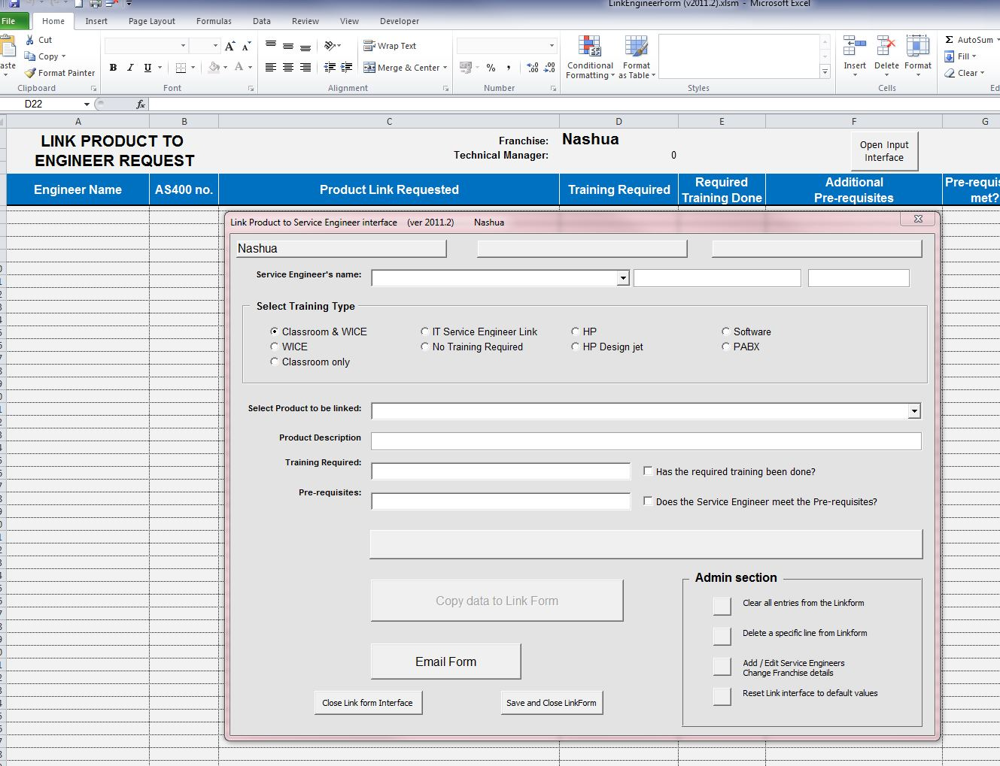 LinkEngineerForm (v2011.2).xlsm - Microsoft Excel
File Home Insert Page Layout Formulas Data Review View Developer
Cut
Copy
Format Painter
Clipboard
B I U
A A
A
Font
Wrap Text
Merge & Center
Alignment
% ,
Number
Conditional Formatting
Format as Table
Styles
Insert Delete Format
Cells
Σ AutoSum
Fill
Clear
D22
fx
A B C D E F G
LINK PRODUCT TO
ENGINEER REQUEST
Franchise: Nashua
Technical Manager: 0
Open Input
Interface
Engineer Name AS400 no. Product Link Requested Training Required
Required
Training Done
Additional
Pre-requisites
met?
Link Product to Service Engineer interface (ver 2011.2) Nashua
Nashua
Service Engineer's name:
Select Training Type
Classroom & WICE IT Service Engineer Link HP Software
WICE No Training Required HP Design jet PABX
Classroom only
Select Product to be linked:
Product Description
Training Required: Has the required training been done?
Pre-requisites: Does the Service Engineer meet the Pre-requisites?
Copy data to Link Form
Email Form
Close Link form Interface Save and Close LinkForm
Admin section
Clear all entries from the Linkform
Delete a specific line from Linkform
Add / Edit Service Engineers
Change Franchise details
Reset Link interface to default values